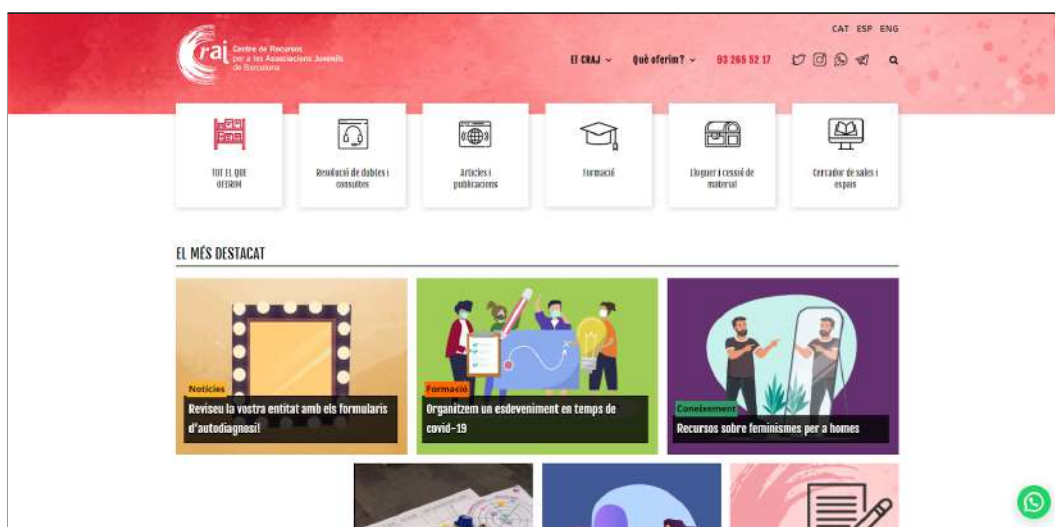 CAT ESP ENG
craj
Centre de Recursos
per a les Associacions Juvenils
de Barcelona
El CRAJ
Què oferim?
93 265 52 17
TOT EL QUE
OFERIM
Resolució de dubtes i
consultes
Articles i
publicacions
Formació
Lloguer i cessió de
material
Cercador de sales i
espais
EL MÉS DESTACAT
Notícies
Reviseu la vostra entitat amb els formularis
d'autodiagnosi!
Formació
Organitzem un esdeveniment en temps de
covid-19
Coneixement
Recursos sobre feminismes per a homes